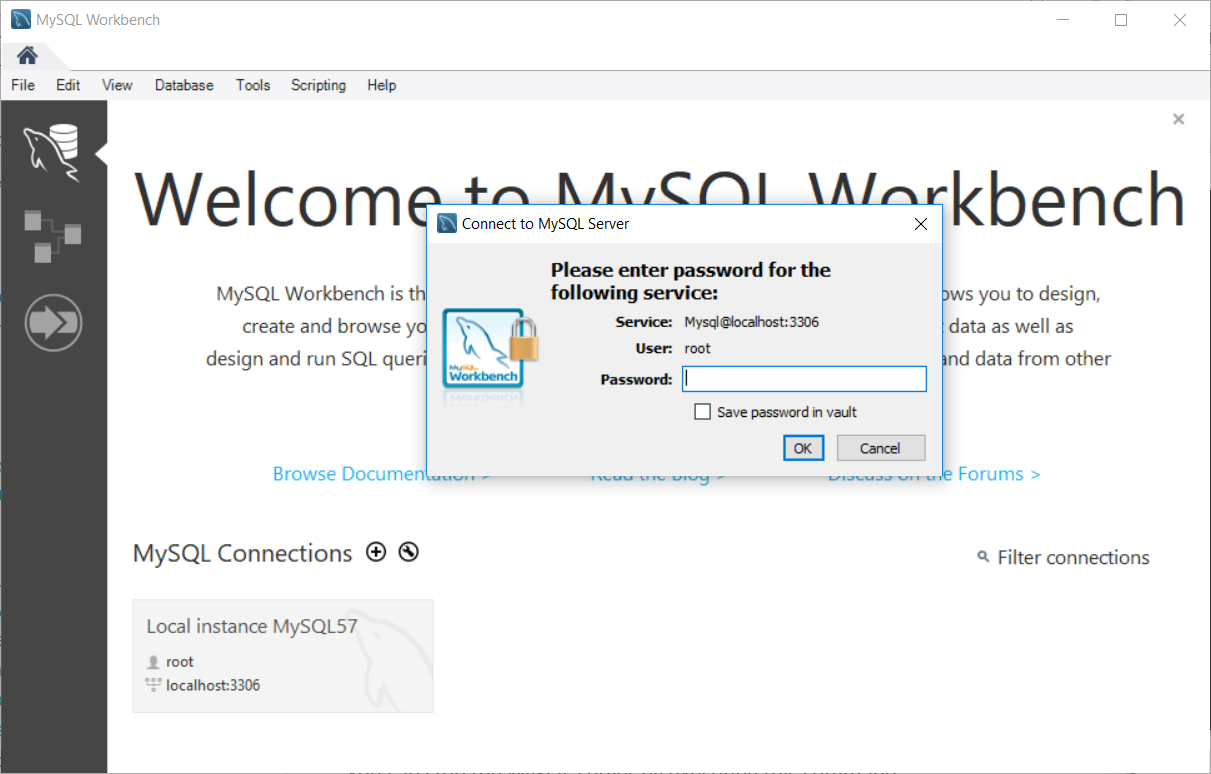 MySQL Workbench
File Edit View Database Tools Scripting Help
Welcome to MySQL Workbench
Connect to MySQL Server
Please enter password for the
following service:
Service: Mysql@localhost:3306
User: root
Password:
Save password in vault
OK Cancel
MySQL Workbench
MySQL Workbench is th ows you to design,
create and browse yo data as well as
design and run SQL queri and data from other
Browse Documentation > Read the Blog > Discuss on the Forums >
MySQL Connections
Filter connections
Local instance MySQL57
root
localhost:3306